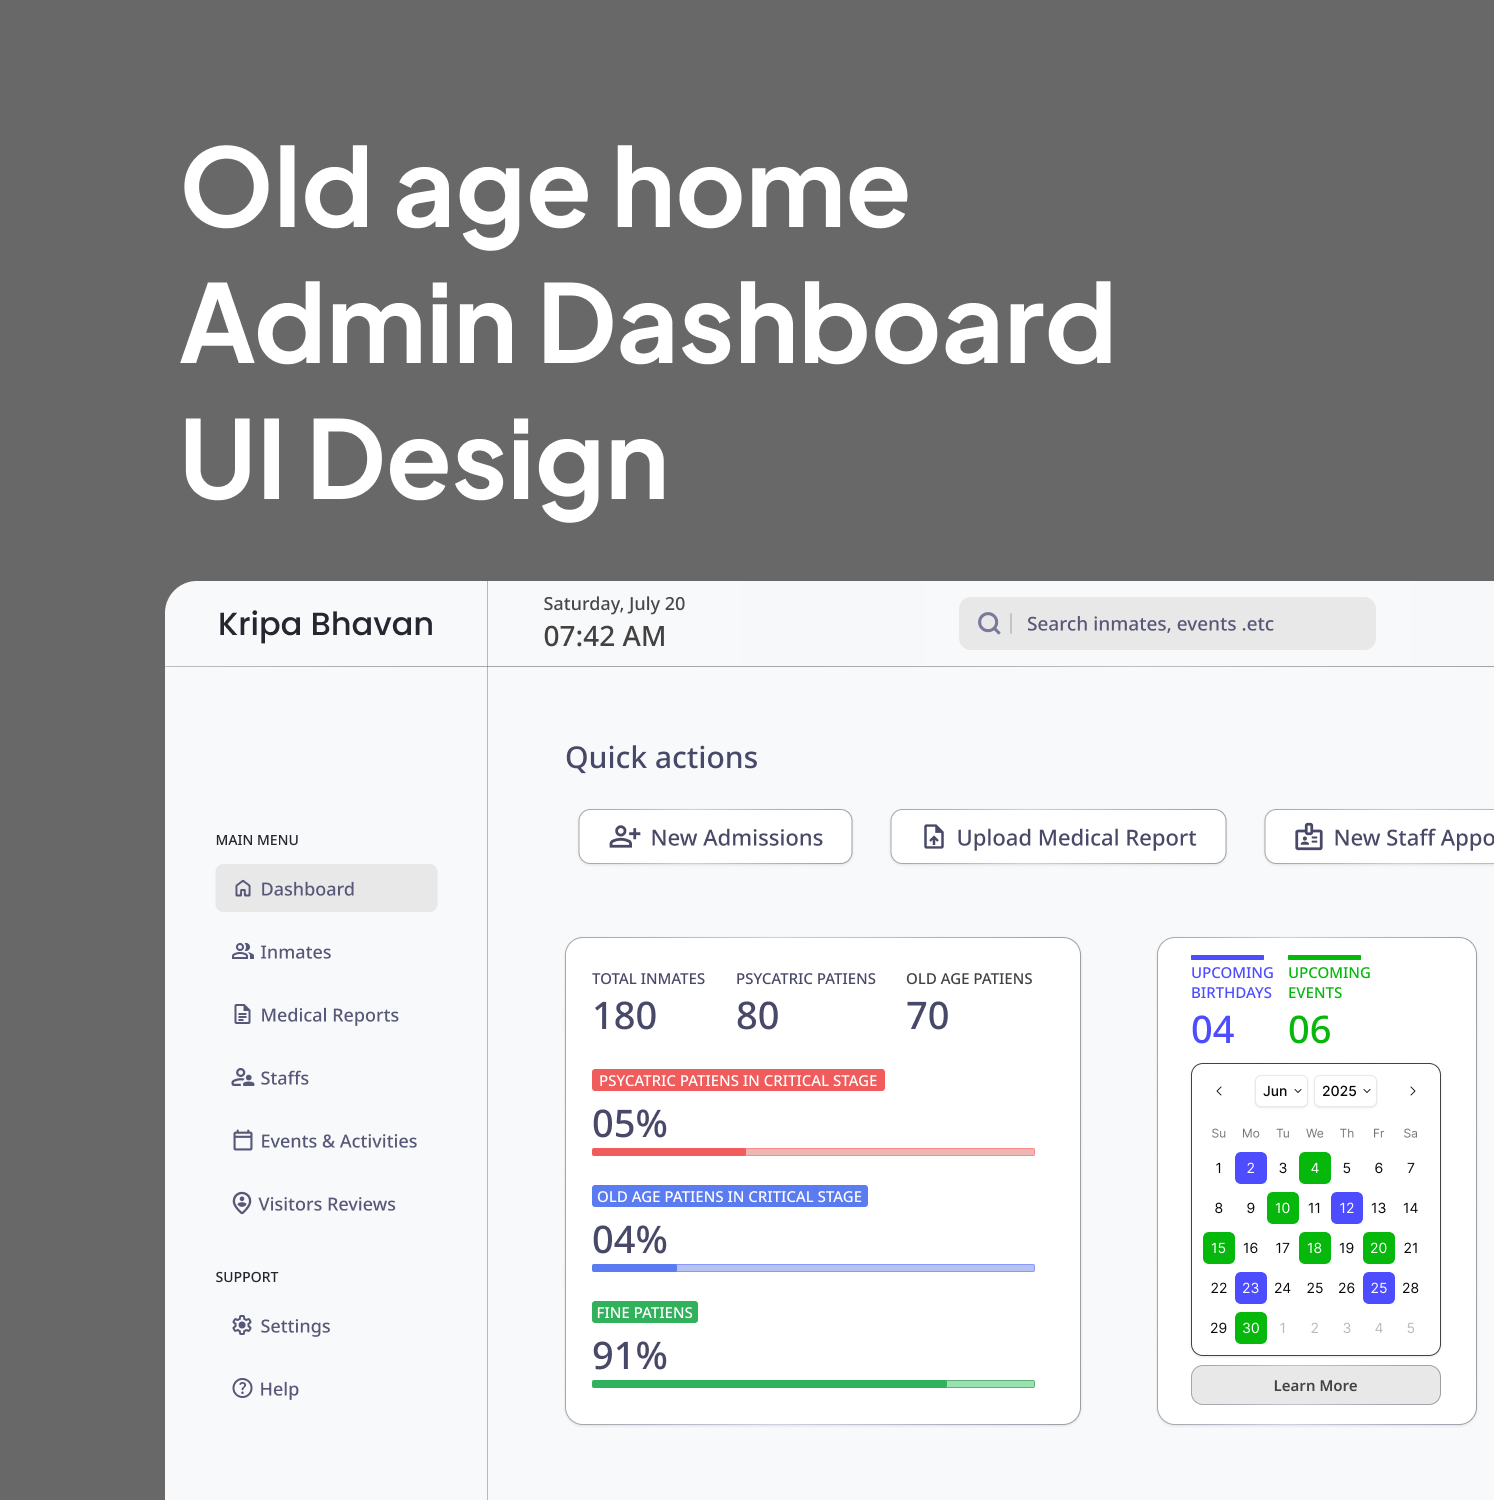 Old age home
Admin Dashboard
UI Design
Kripa Bhavan
Saturday, July 20
07:42 AM
Search inmates, events .etc
MAIN MENU
Dashboard
Inmates
Medical Reports
Staffs
Events & Activities
Visitors Reviews
SUPPORT
Settings
Help
Quick actions
New Admissions
Upload Medical Report
New Staff Appo
TOTAL INMATES
180
PSYCATRIC PATIENS
80
OLD AGE PATIENS
70
PSYCATRIC PATIENS IN CRITICAL STAGE
05%
OLD AGE PATIENS IN CRITICAL STAGE
04%
FINE PATIENS
91%
UPCOMING
BIRTHDAYS
04
UPCOMING
EVENTS
06
Jun 2025
Su Mo Tu We Th Fr Sa
1 2 3 4 5 6 7
8 9 10 11 12 13 14
15 16 17 18 19 20 21
22 23 24 25 26 25 28
29 30 1 2 3 4 5
Learn More